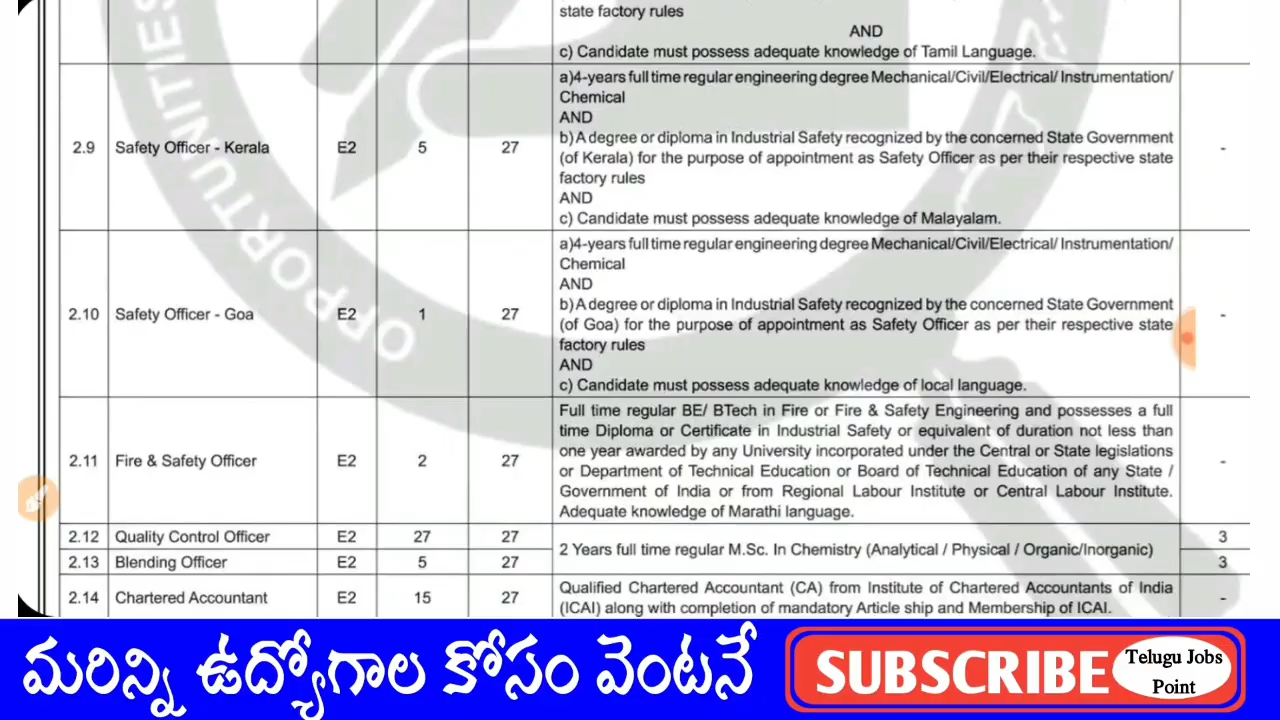 state factory rules
AND
c) Candidate must possess adequate knowledge of Tamil Language.
2.9 Safety Officer - Kerala E2 5 27
a)4-years full time regular engineering degree Mechanical/Civil/Electrical/ Instrumentation/
Chemical
AND
b) A degree or diploma in Industrial Safety recognized by the concerned State Government
(of Kerala) for the purpose of appointment as Safety Officer as per their respective state
factory rules
AND
c) Candidate must possess adequate knowledge of Malayalam.
-
2.10 Safety Officer - Goa E2 1 27
a)4-years full time regular engineering degree Mechanical/Civil/Electrical/ Instrumentation/
Chemical
AND
b) A degree or diploma in Industrial Safety recognized by the concerned State Government
(of Goa) for the purpose of appointment as Safety Officer as per their respective state
factory rules
AND
c) Candidate must possess adequate knowledge of local language.
-
2.11 Fire & Safety Officer E2 2 27
Full time regular BE/ BTech in Fire or Fire & Safety Engineering and possesses a full
time Diploma or Certificate in Industrial Safety or equivalent of duration not less than
one year awarded by any University incorporated under the Central or State legislations
or Department of Technical Education or Board of Technical Education of any State /
Government of India or from Regional Labour Institute or Central Labour Institute.
Adequate knowledge of Marathi language.
-
2.12 Quality Control Officer E2 27 27
2 Years full time regular M.Sc. In Chemistry (Analytical / Physical / Organic/Inorganic)
3
2.13 Blending Officer E2 5 27
3
2.14 Chartered Accountant E2 15 27
Qualified Chartered Accountant (CA) from Institute of Chartered Accountants of India
(ICAI) along with completion of mandatory Article ship and Membership of ICAI.
-
OPPORTUNITIES
మరిన్ని ఉద్యోగాల కోసం వెంటనే
SUBSCRIBE
Telugu Jobs
Point